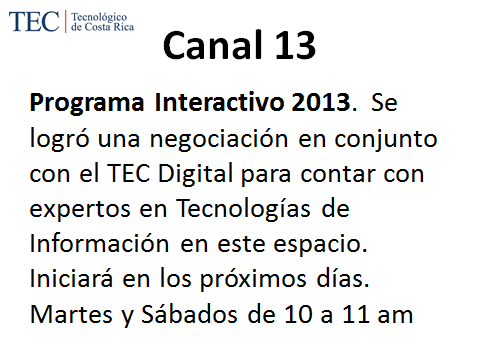 TEC | Tecnológico
de Costa Rica
Canal 13
Programa Interactivo 2013. Se
logró una negociación en conjunto
con el TEC Digital para contar con
expertos en Tecnologías de
Información en este espacio.
Iniciará en los próximos días.
Martes y Sábados de 10 a 11 am